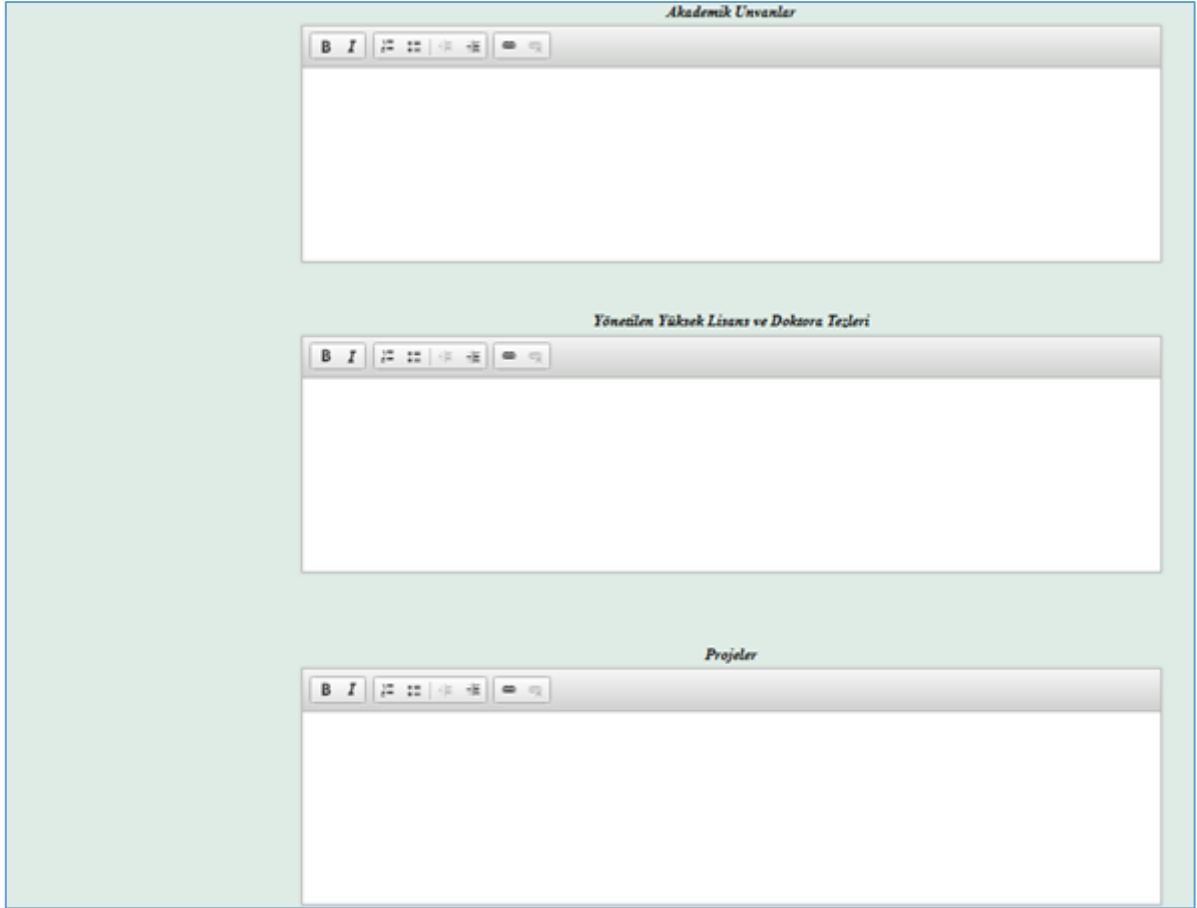 Akademik Unvanlar
B I
Yönetilen Yüksek Lisans ve Doktora Tezleri
B I
Projeler
B I